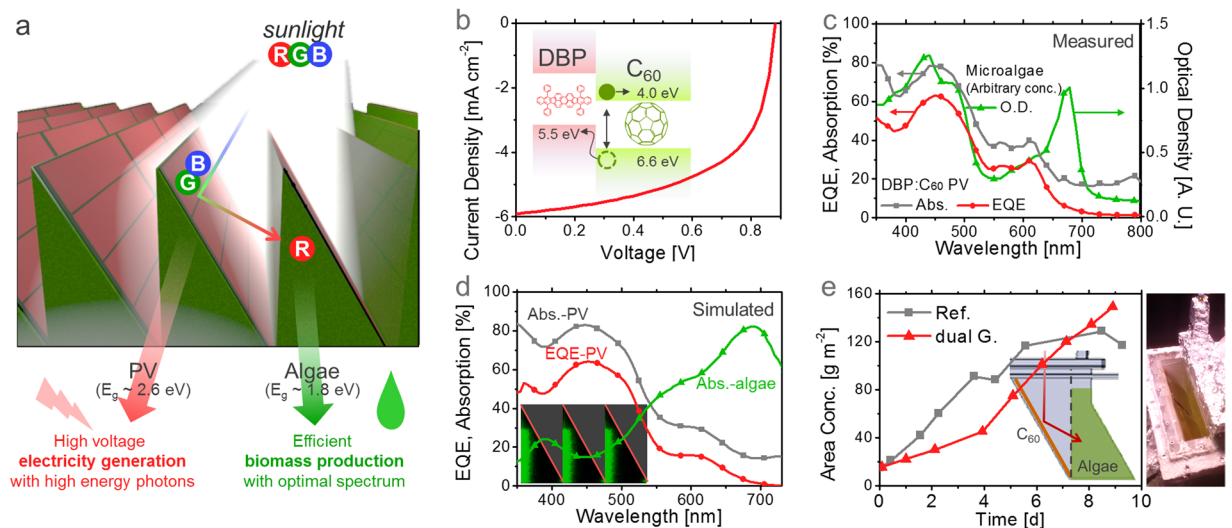 a
sunlight
RGB
B
G
R
PV
(Eg ~ 2.6 eV)
Algae
(Eg ~ 1.8 eV)
High voltage
electricity generation
with high energy photons
Efficient
biomass production
with optimal spectrum
b
Current Density [mA cm-2]
0
-2
-4
-6
DBP
C60
4.0 eV
5.5 eV
6.6 eV
0.0 0.2 0.4 0.6 0.8
Voltage [V]
c
Measured
EQE, Absorption [%]
100
80
60
40
20
0
Microalgae
(Arbitrary conc.)
O.D.
DBP:C60 PV
Abs. EQE
1.5
1.0
0.5
0.0
Optical Density [A. U.]
400 500 600 700 800
Wavelength [nm]
d
Simulated
EQE, Absorption [%]
100
80
60
40
20
0
Abs.-PV
EQE-PV
Abs.-algae
400 500 600 700
Wavelength [nm]
e
Area Conc. [g m-2]
160
120
80
40
0
Ref.
dual G.
C60
Algae
0 2 4 6 8 10
Time [d]